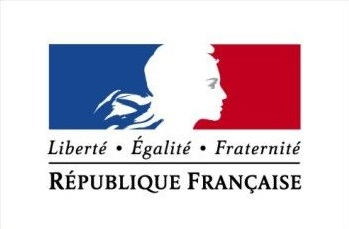 Liberté • Égalité • Fraternité
RÉPUBLIQUE FRANÇAISE